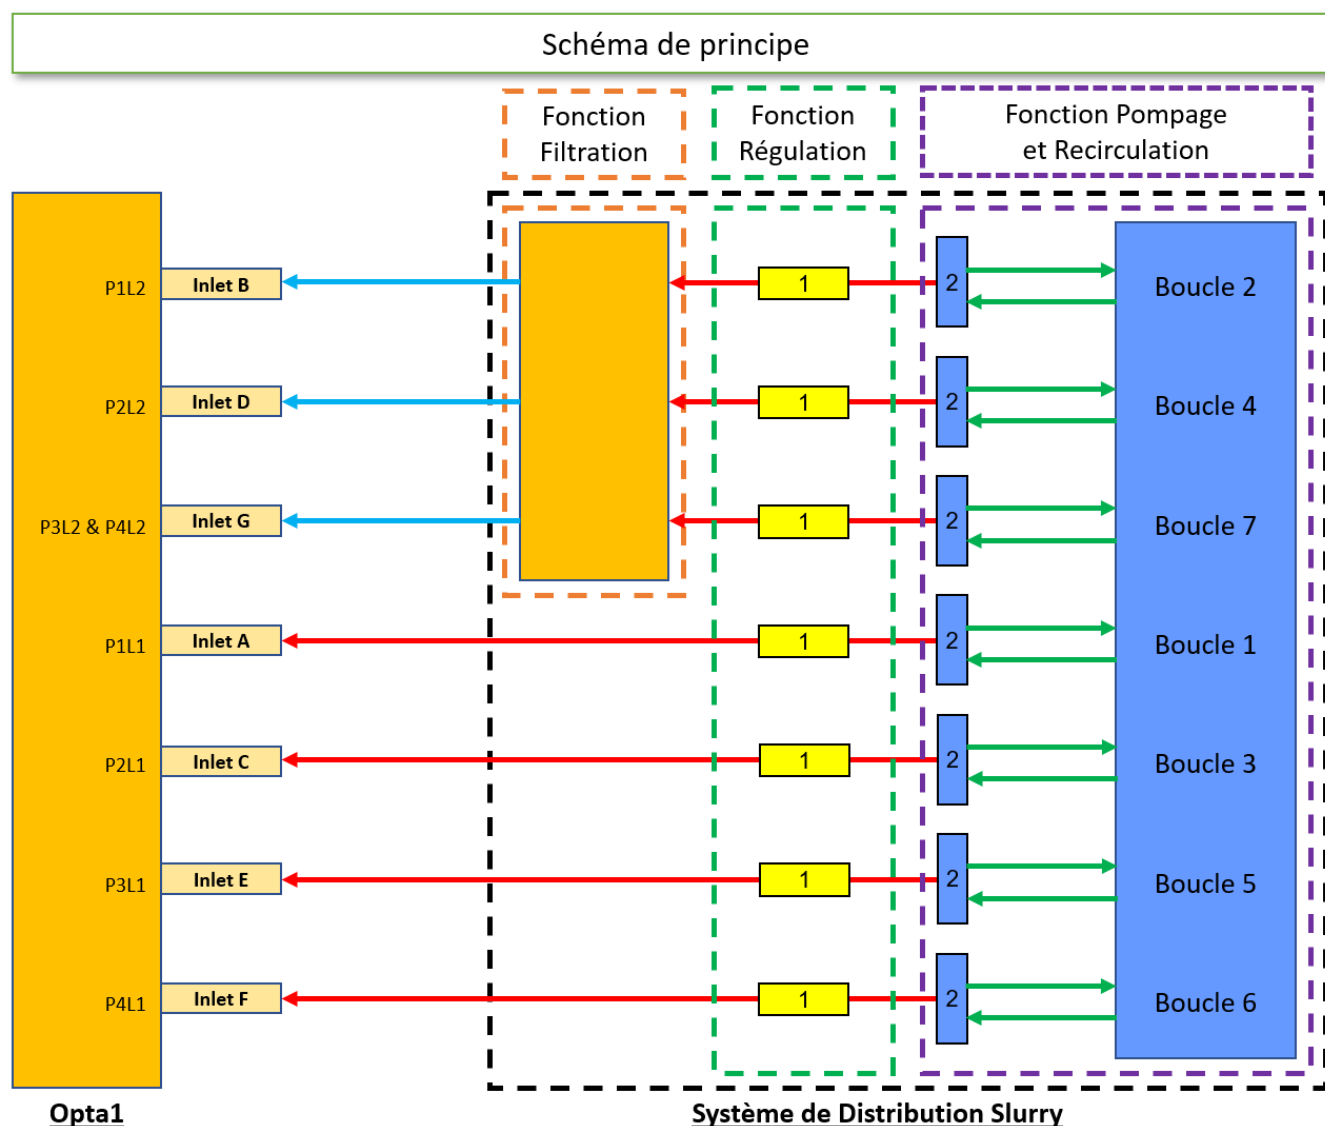 Schéma de principe
Fonction
Filtration
Fonction
Régulation
Fonction Pompage
et Recirculation
P1L2 Inlet B 1 2 Boucle 2
P2L2 Inlet D 1 2 Boucle 4
P3L2 & P4L2 Inlet G 1 2 Boucle 7
P1L1 Inlet A 1 2 Boucle 1
P2L1 Inlet C 1 2 Boucle 3
P3L1 Inlet E 1 2 Boucle 5
P4L1 Inlet F 1 2 Boucle 6
Opta1
Système de Distribution Slurry